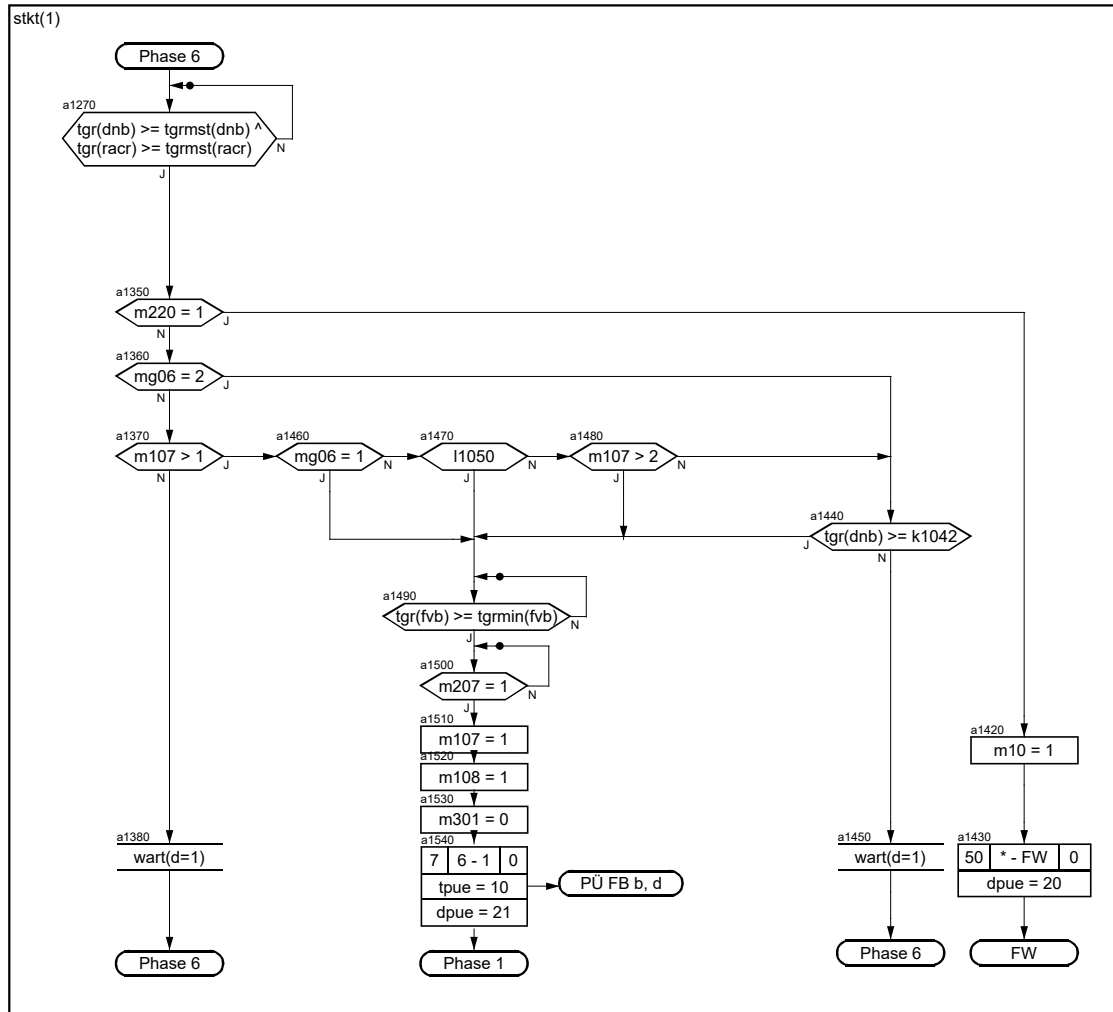 stkt(1)
Phase 6
a1270
tgr(dnb) >= tgrmst(dnb) ^
tgr(racr) >= tgrmst(racr)
N
J
a1350
m220 = 1
J
N
a1360
mg06 = 2
J
N
a1370
m107 > 1
J
N
a1460
mg06 = 1
N
J
a1470
l1050
N
J
a1480
m107 > 2
N
J
a1440
tgr(dnb) >= k1042
J
N
a1490
tgr(fvb) >= tgrmin(fvb)
N
J
a1500
m207 = 1
N
J
a1510
m107 = 1
a1520
m108 = 1
a1530
m301 = 0
a1420
m10 = 1
a1380
wart(d=1)
a1540
7 6 - 1 0
tpue = 10
dpue = 21
PÜ FB b, d
a1450
wart(d=1)
a1430
50 * - FW 0
dpue = 20
Phase 6
Phase 1
Phase 6
FW